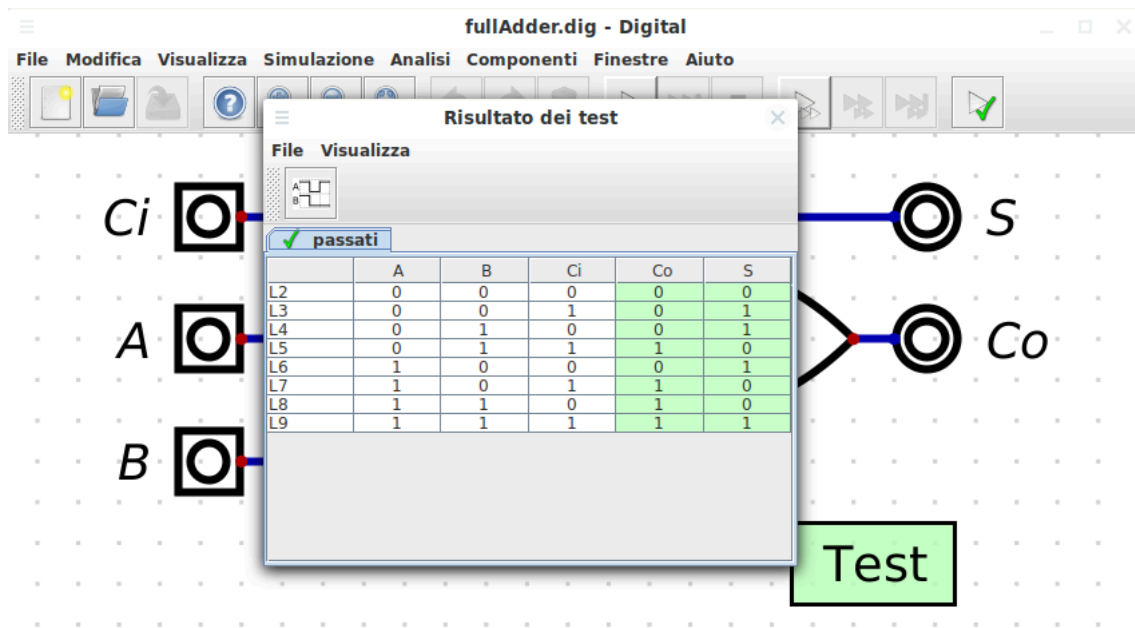 fullAdder.dig - Digital
File Modifica Visualizza Simulazione Analisi Componenti Finestre Aiuto
Risultato dei test
File Visualizza
A
B
passati
A B Ci Co S
L2 0 0 0 0 0
L3 0 0 1 0 1
L4 0 1 0 0 1
L5 0 1 1 1 0
L6 1 0 0 0 1
L7 1 0 1 1 0
L8 1 1 0 1 0
L9 1 1 1 1 1
Ci
S
A
Co
B
Test